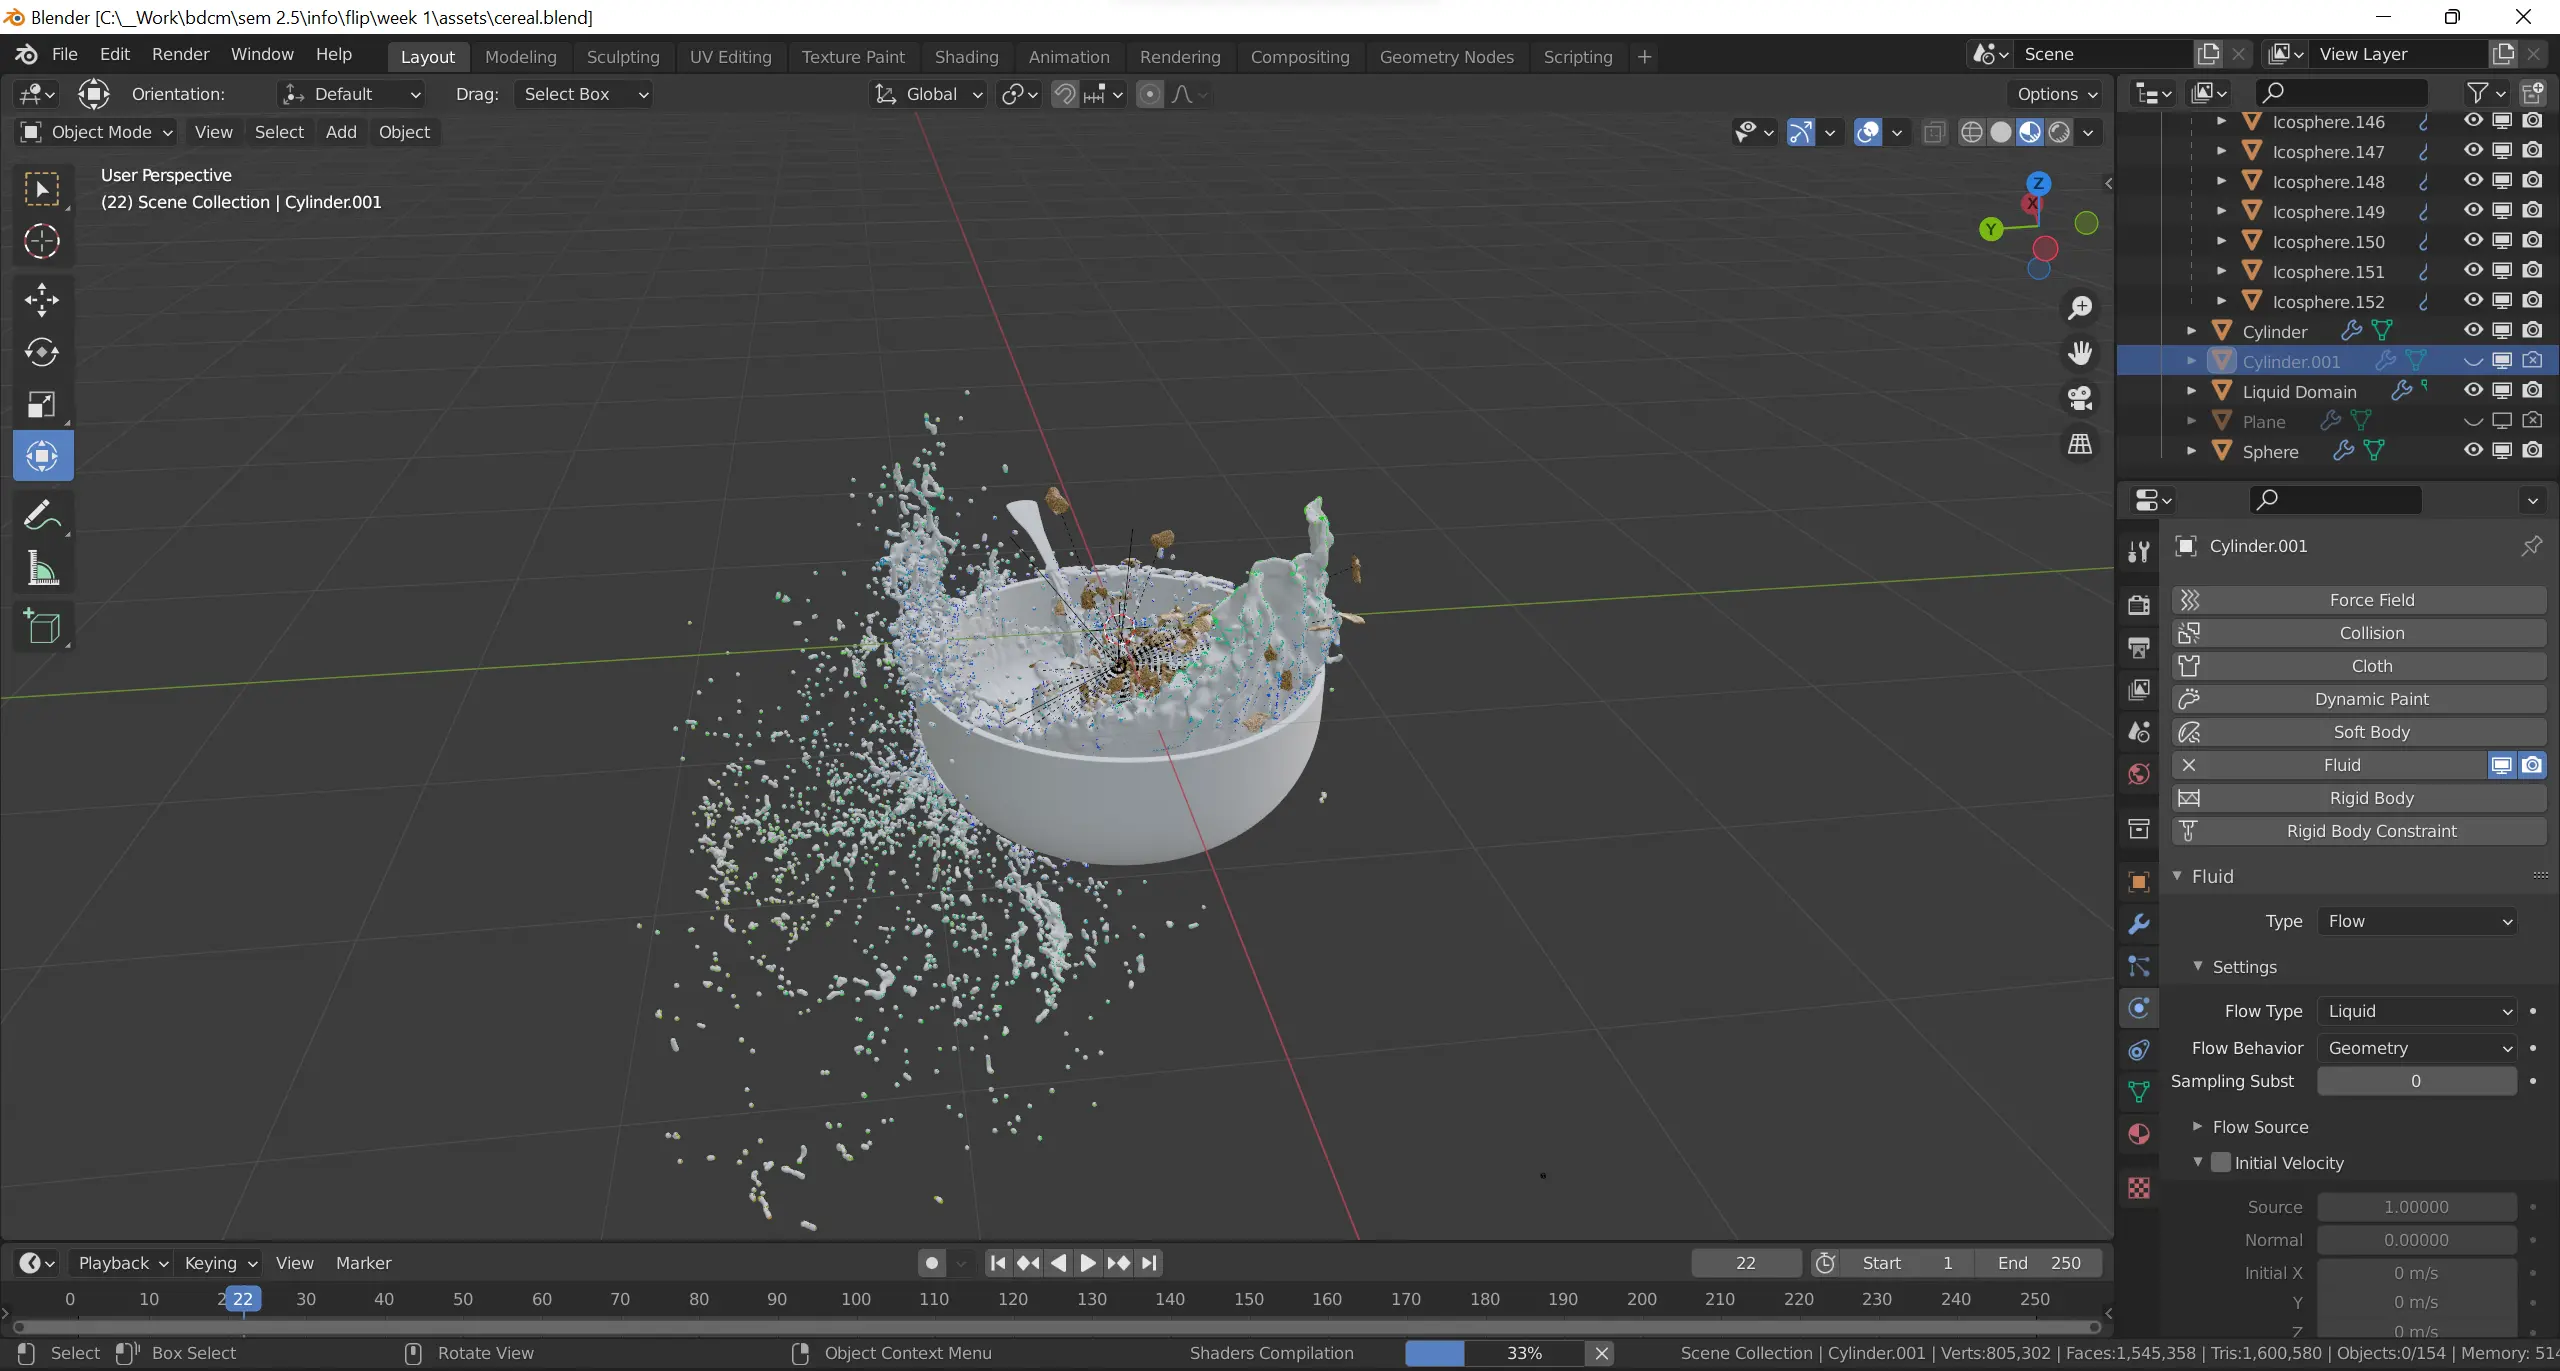 Blender [C:\__Work\bdcm\sem 2.5\info\flip\week 1\assets\cereal.blend]
File Edit Render Window Help Layout Modeling Sculpting UV Editing Texture Paint Shading Animation Rendering Compositing Geometry Nodes Scripting + Scene View Layer
Orientation: Default Drag: Select Box Global Options
Object Mode View Select Add Object
User Perspective
(22) Scene Collection | Cylinder.001
Z
X
Y
Icosphere.146
Icosphere.147
Icosphere.148
Icosphere.149
Icosphere.150
Icosphere.151
Icosphere.152
Cylinder
Cylinder.001
Liquid Domain
Plane
Sphere
Cylinder.001
Force Field
Collision
Cloth
Dynamic Paint
Soft Body
Fluid
Rigid Body
Rigid Body Constraint
Fluid
Type Flow
Settings
Flow Type Liquid
Flow Behavior Geometry
Sampling Subst 0
Flow Source
Initial Velocity
Source 1.00000
Normal 0.00000
Initial X 0 m/s
Y 0 m/s
Z 0 m/s
Playback Keying View Marker 22 Start 1 End 250
0 10 22 30 40 50 60 70 80 90 100 110 120 130 140 150 160 170 180 190 200 210 220 230 240 250
Select Box Select Rotate View Object Context Menu Shaders Compilation 33% Scene Collection | Cylinder.001 | Verts:805,302 | Faces:1,545,358 | Tris:1,600,580 | Objects:0/154 | Memory: 514